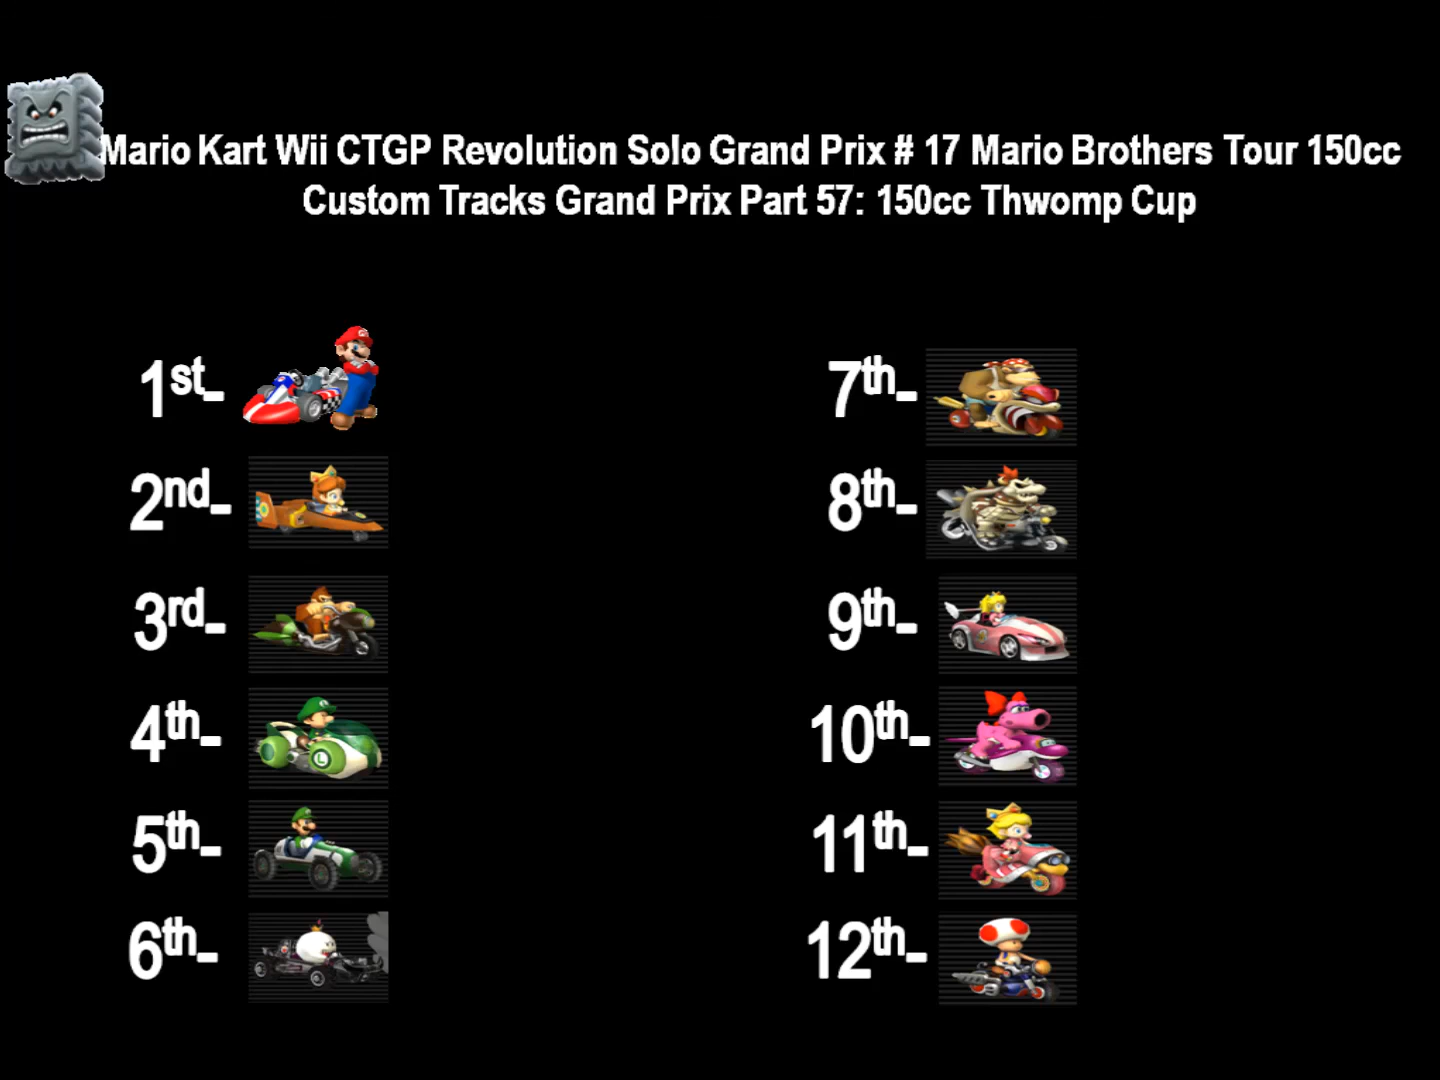 Mario Kart Wii CTGP Revolution Solo Grand Prix # 17 Mario Brothers Tour 150cc
Custom Tracks Grand Prix Part 57: 150cc Thwomp Cup
1st-
2nd-
3rd-
4th-
5th-
6th-
7th-
8th-
9th-
10th-
11th-
12th-